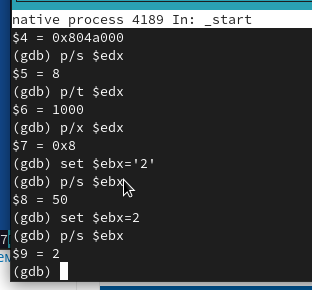 native process 4189 In: _start
$4 = 0x804a000
(gdb) p/s $edx
$5 = 8
(gdb) p/t $edx
$6 = 1000
(gdb) p/x $edx
$7 = 0x8
(gdb) set $ebx='2'
(gdb) p/s $ebx
$8 = 50
(gdb) set $ebx=2
(gdb) p/s $ebx
$9 = 2
(gdb)
7